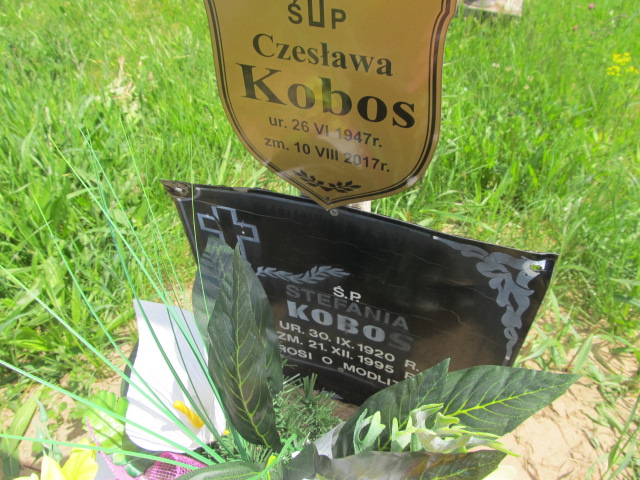 ŚP
Czesława
Kobos
ur. 26 VI 1947r.
zm. 10 VIII 2017r.
Ś.P.
STEFANIA
KOBOS
UR. 30. IX. 1920 R.
ZM. 21. XII. 1995
O